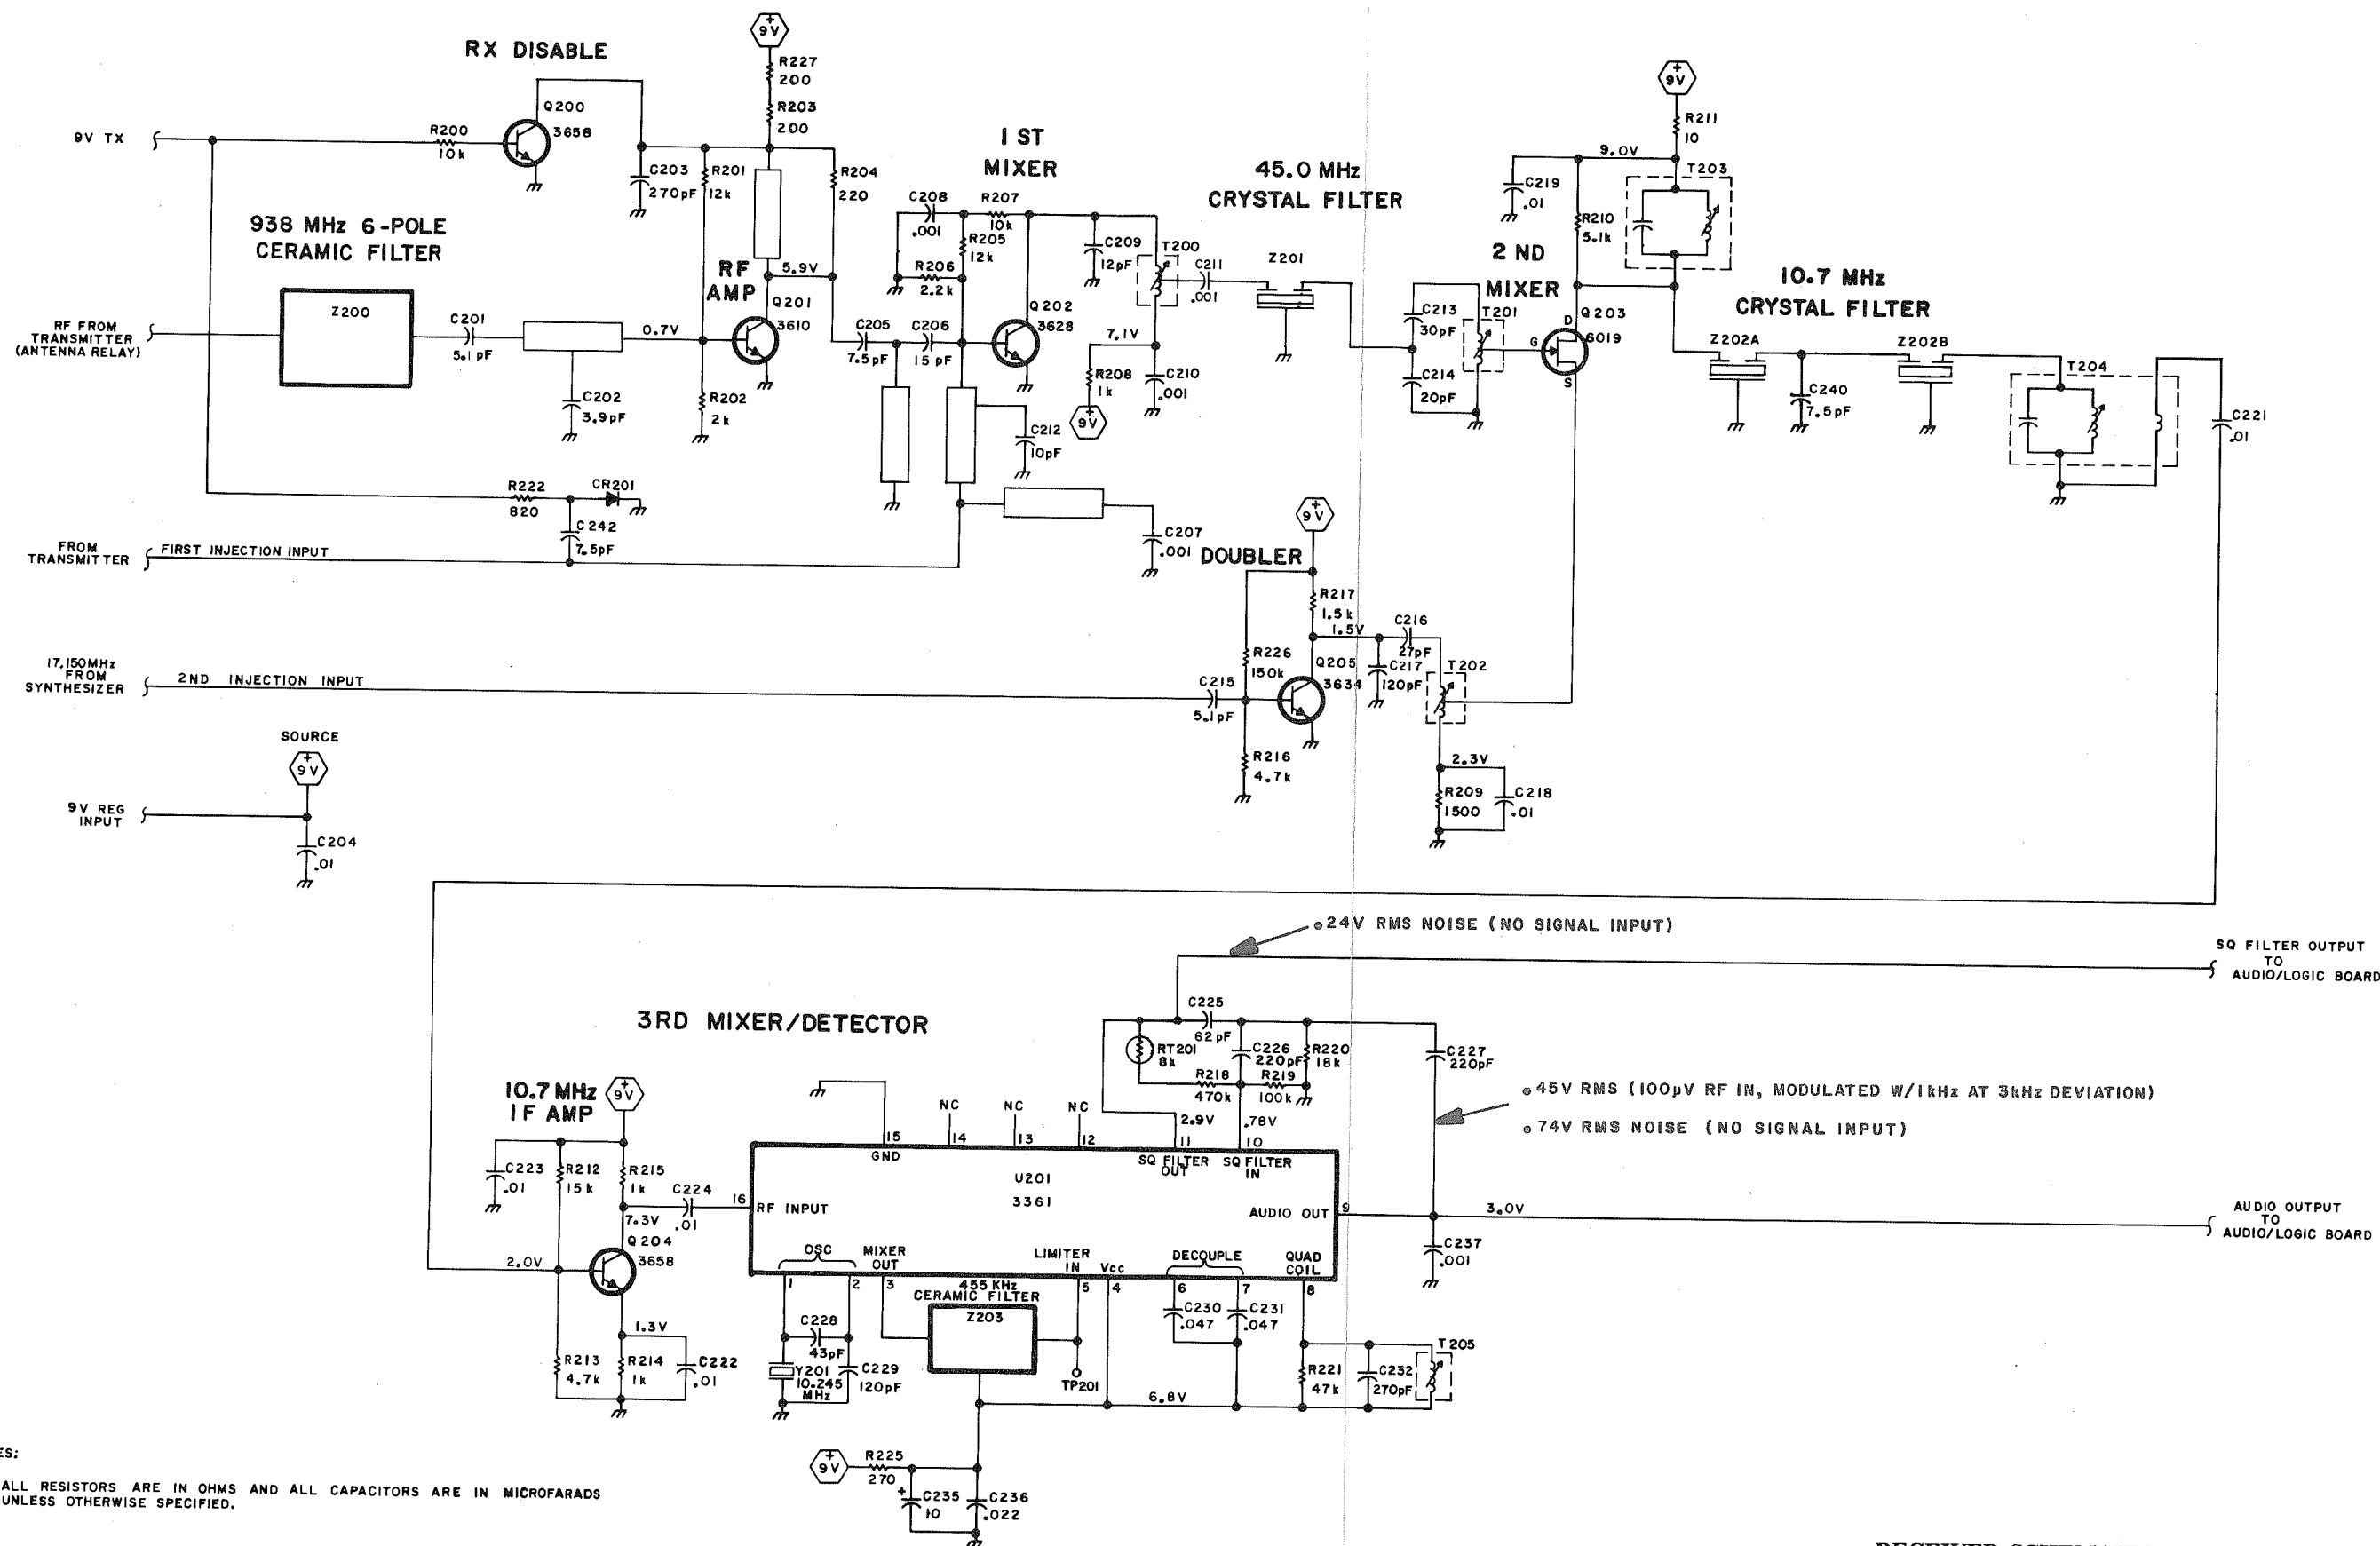 RX DISABLE
+
9V
R227
200
R203
200
9V TX
R200
10k
Q200
3658
C203
270pF
R201
12k
R204
220
938 MHz 6-POLE
CERAMIC FILTER
Z200
RF FROM
TRANSMITTER
(ANTENNA RELAY)
C201
5.1pF
C202
3.9pF
0.7V
RF
AMP
5.9V
Q201
3610
R202
2k
1 ST
MIXER
C208
.001
R207
10k
R205
12k
R206
2.2k
Q202
3628
C205
7.5pF
C206
15pF
C212
10pF
C209
12pF
T200
C211
.001
7.1V
R208
1k
+
9V
C210
.001
45.0 MHz
CRYSTAL FILTER
Z201
C213
30pF
C214
20pF
T201
2 ND
MIXER
+
9V
R211
10
9.0V
C219
.01
R210
5.1k
T203
D
Q203
G
6019
S
10.7 MHz
CRYSTAL FILTER
Z202A
Z202B
C240
7.5pF
T204
C221
.01
R222
820
CR201
C242
7.5pF
FROM
TRANSMITTER
FIRST INJECTION INPUT
C207
.001
DOUBLER
+
9V
R217
1.5k
1.5V
R226
150k
Q205
3634
C216
27pF
C217
120pF
T202
17.150MHz
FROM
SYNTHESIZER
2ND INJECTION INPUT
C215
5.1pF
R216
4.7k
2.3V
R209
1500
C218
.01
SOURCE
+
9V
9V REG
INPUT
C204
.01
.24V RMS NOISE (NO SIGNAL INPUT)
SQ FILTER OUTPUT
TO
AUDIO/LOGIC BOARD
3RD MIXER/DETECTOR
C225
62pF
RT201
8k
C226
220pF
R220
18k
R218
470k
R219
100k
C227
220pF
.45V RMS (100µV RF IN, MODULATED W/1kHz AT 3kHz DEVIATION)
.74V RMS NOISE (NO SIGNAL INPUT)
10.7MHz
IF AMP
+
9V
NC
NC
NC
2.9V
.78V
15
14
13
12
11
10
GND
SQ FILTER
OUT
SQ FILTER
IN
C223
.01
R212
15k
R215
1k
C224
.01
7.3V
16
RF INPUT
U201
3361
AUDIO OUT
9
3.0V
AUDIO OUTPUT
TO
AUDIO/LOGIC BOARD
C237
.001
2.0V
Q204
3658
OSC
MIXER
OUT
LIMITER
IN
Vcc
DECOUPLE
QUAD
COIL
1
2
3
5
4
6
7
8
455 KHz
CERAMIC FILTER
Z203
1.3V
R213
4.7k
R214
1k
C222
.01
C228
43pF
Y201
10.245
MHz
C229
120pF
TP201
C230
.047
C231
.047
R221
47k
C232
270pF
T205
6.8V
+
9V
R225
270
+
C235
10
C236
.022
ES:
ALL RESISTORS ARE IN OHMS AND ALL CAPACITORS ARE IN MICROFARADS
UNLESS OTHERWISE SPECIFIED.